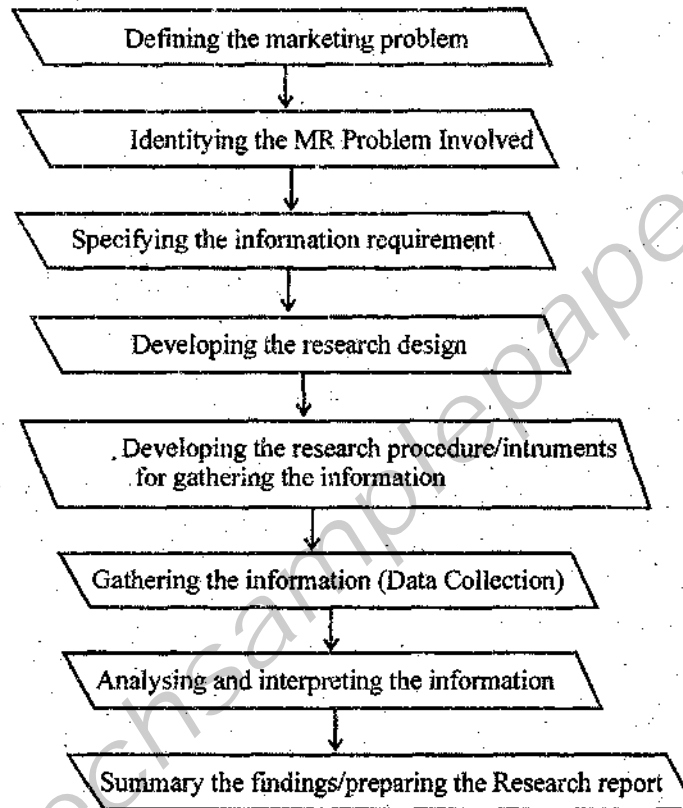 Defining the marketing problem
Identitying the MR Problem Involved
Specifying the information requirement
Developing the research design
Developing the research procedure/intruments
for gathering the information
Gathering the information (Data Collection)
Analysing and interpreting the information
Summary the findings/preparing the Research report
echsamplepape